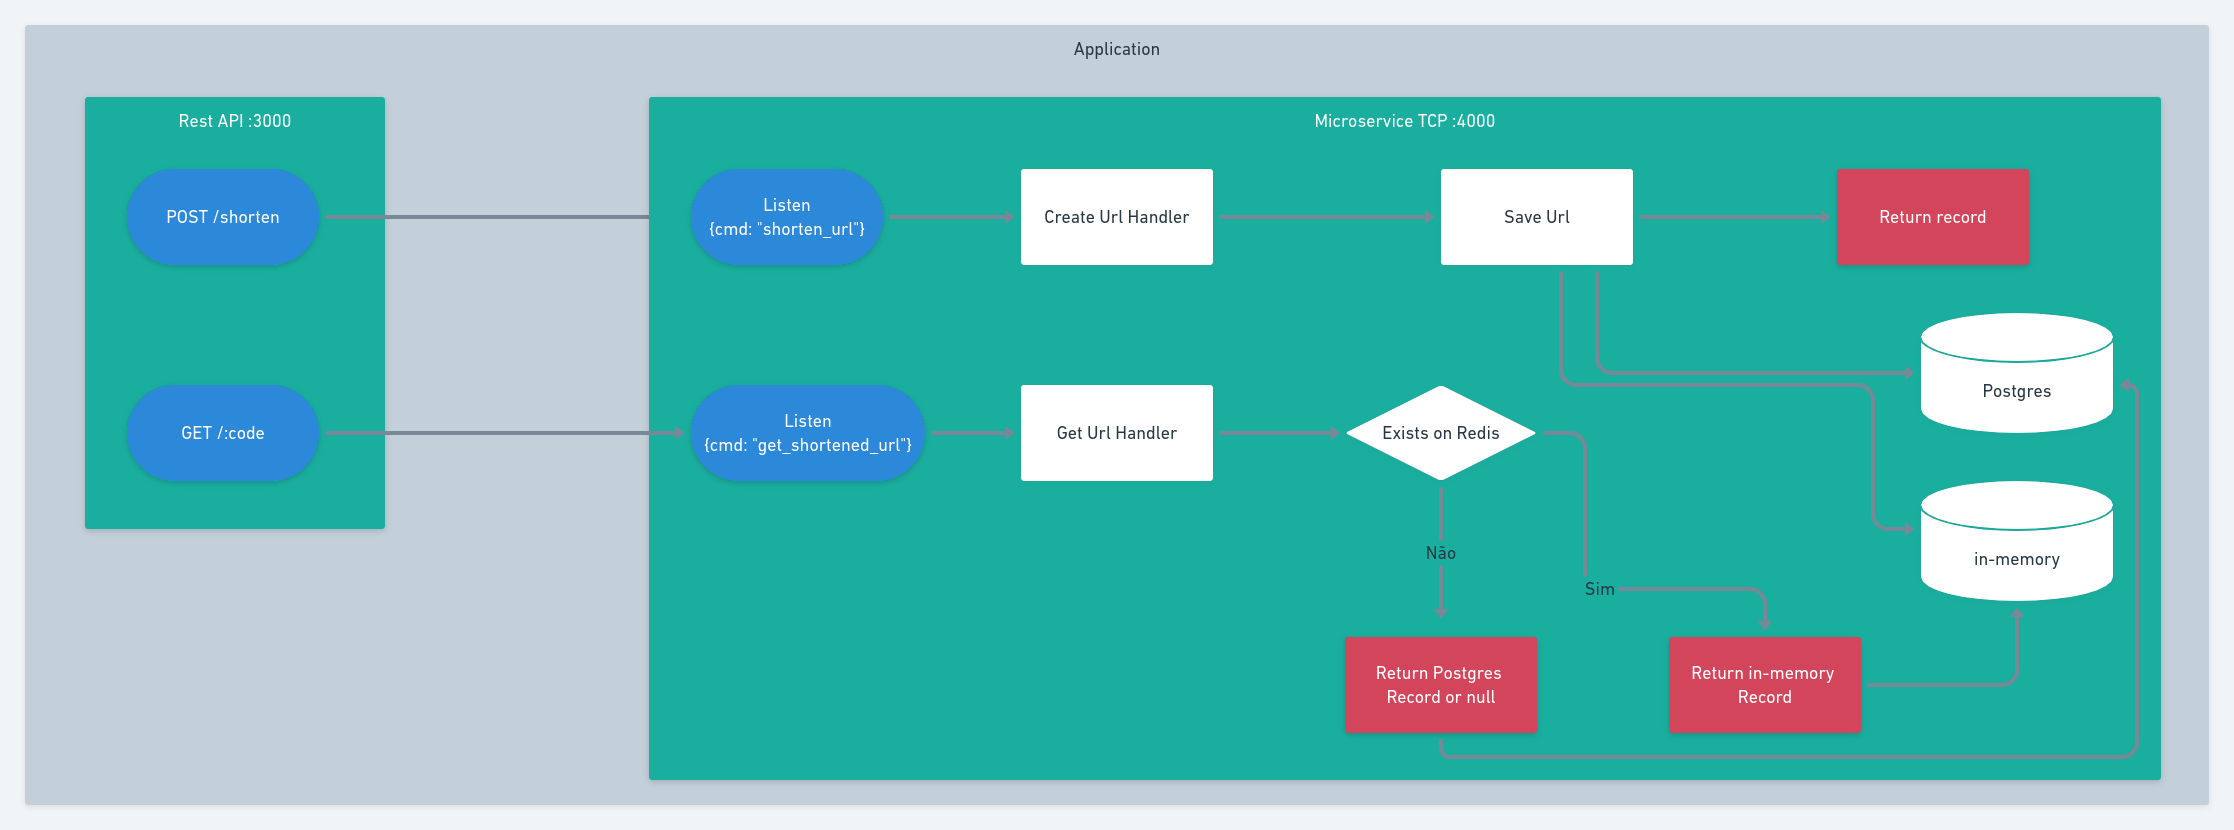 Application
Rest API :3000
POST /shorten
GET /:code
Microservice TCP :4000
Listen
{cmd: "shorten_url"}
Create Url Handler
Save Url
Return record
Listen
{cmd: "get_shortened_url"}
Get Url Handler
Exists on Redis
Postgres
in-memory
Não
Sim
Return Postgres
Record or null
Return in-memory
Record